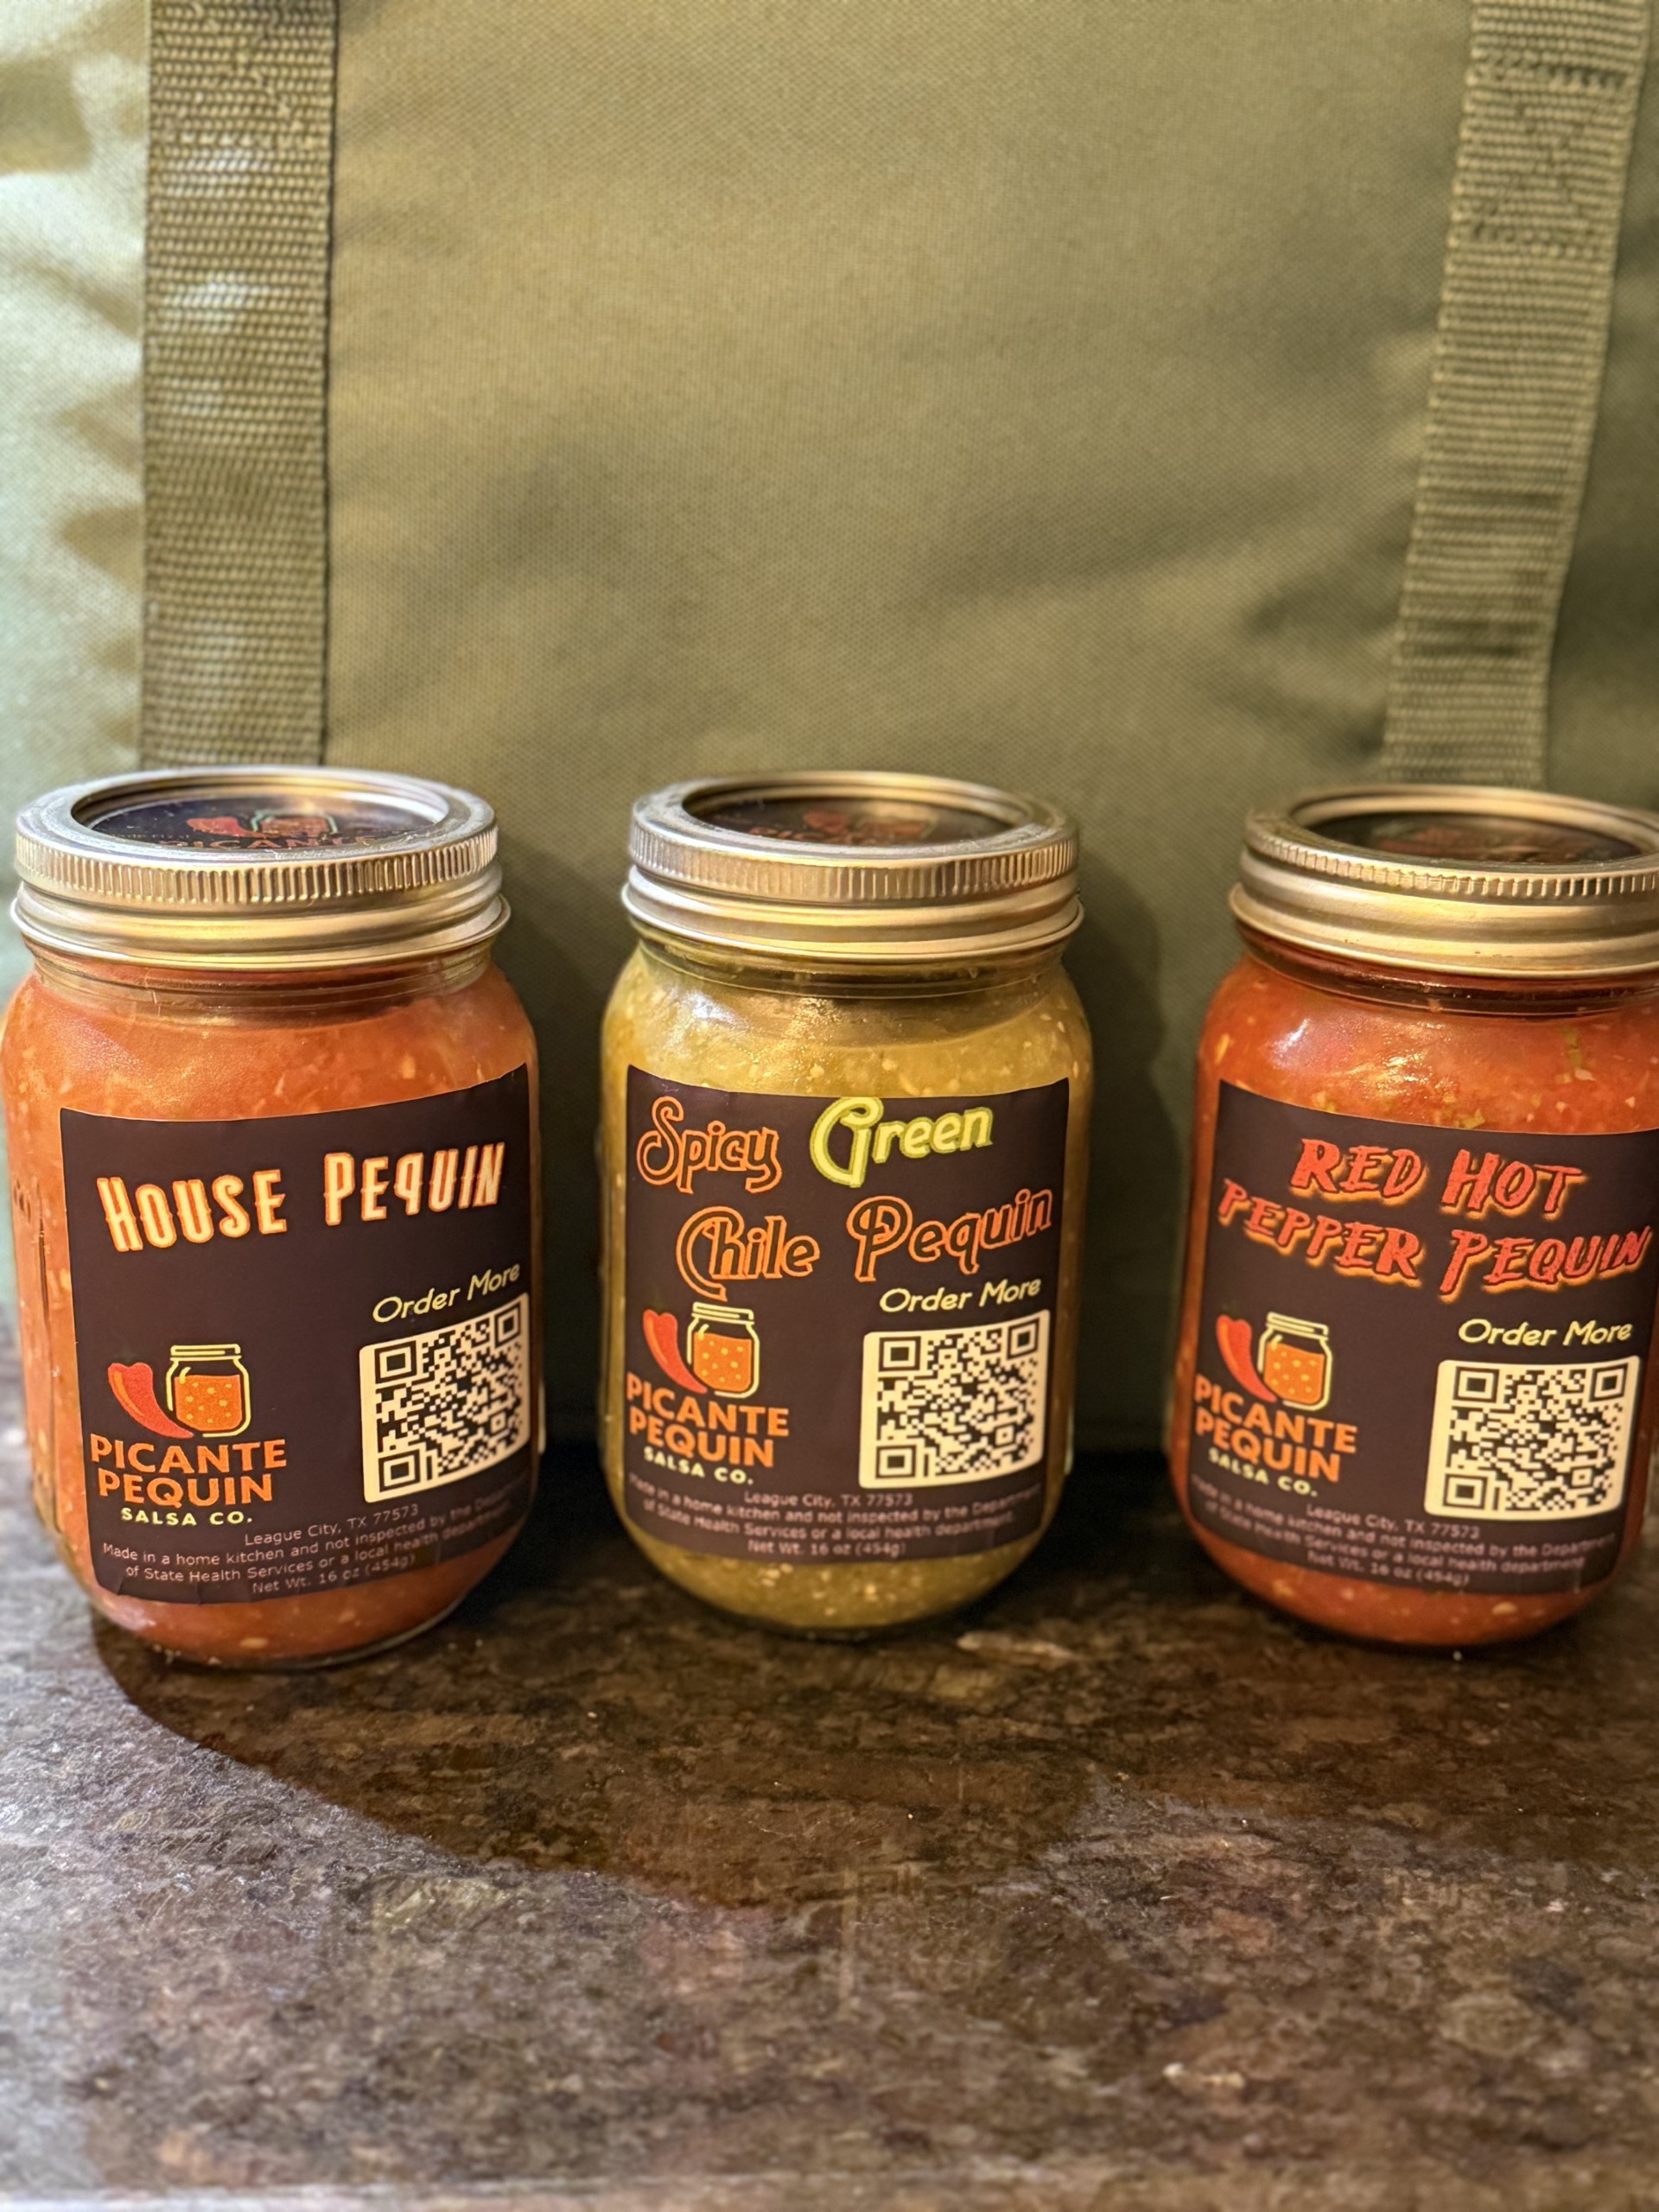 HOUSE PEQUIN
Order More
PICANTE
PEQUIN
SALSA CO.
League City, TX 77573
Made in a home kitchen and not inspected by the
of State Health Services or a local health department
Net Wt. 16 oz (454g)
Spicy Green
Chile Pequin
Order More
PICANTE
PEQUIN
SALSA CO.
League City, TX 77573
Made in a home kitchen and not inspected by the Department
of State Health Services or a local health department
Net Wt. 16 oz (454g)
RED HOT
PEPPER PEQUIN
Order More
PICANTE
PEQUIN
SALSA CO.
League City, TX 77573
Made in a home kitchen and not inspected by the Department
of State Health Services or a local health department
Net Wt. 16 oz (454g)